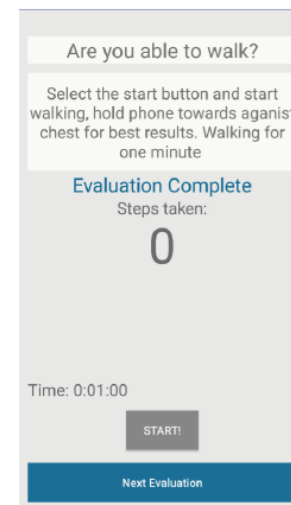 Are you able to walk?
Select the start button and start
walking, hold phone towards aganist
chest for best results. Walking for
one minute
Evaluation Complete
Steps taken:
0
Time: 0:01:00
START!
Next Evaluation